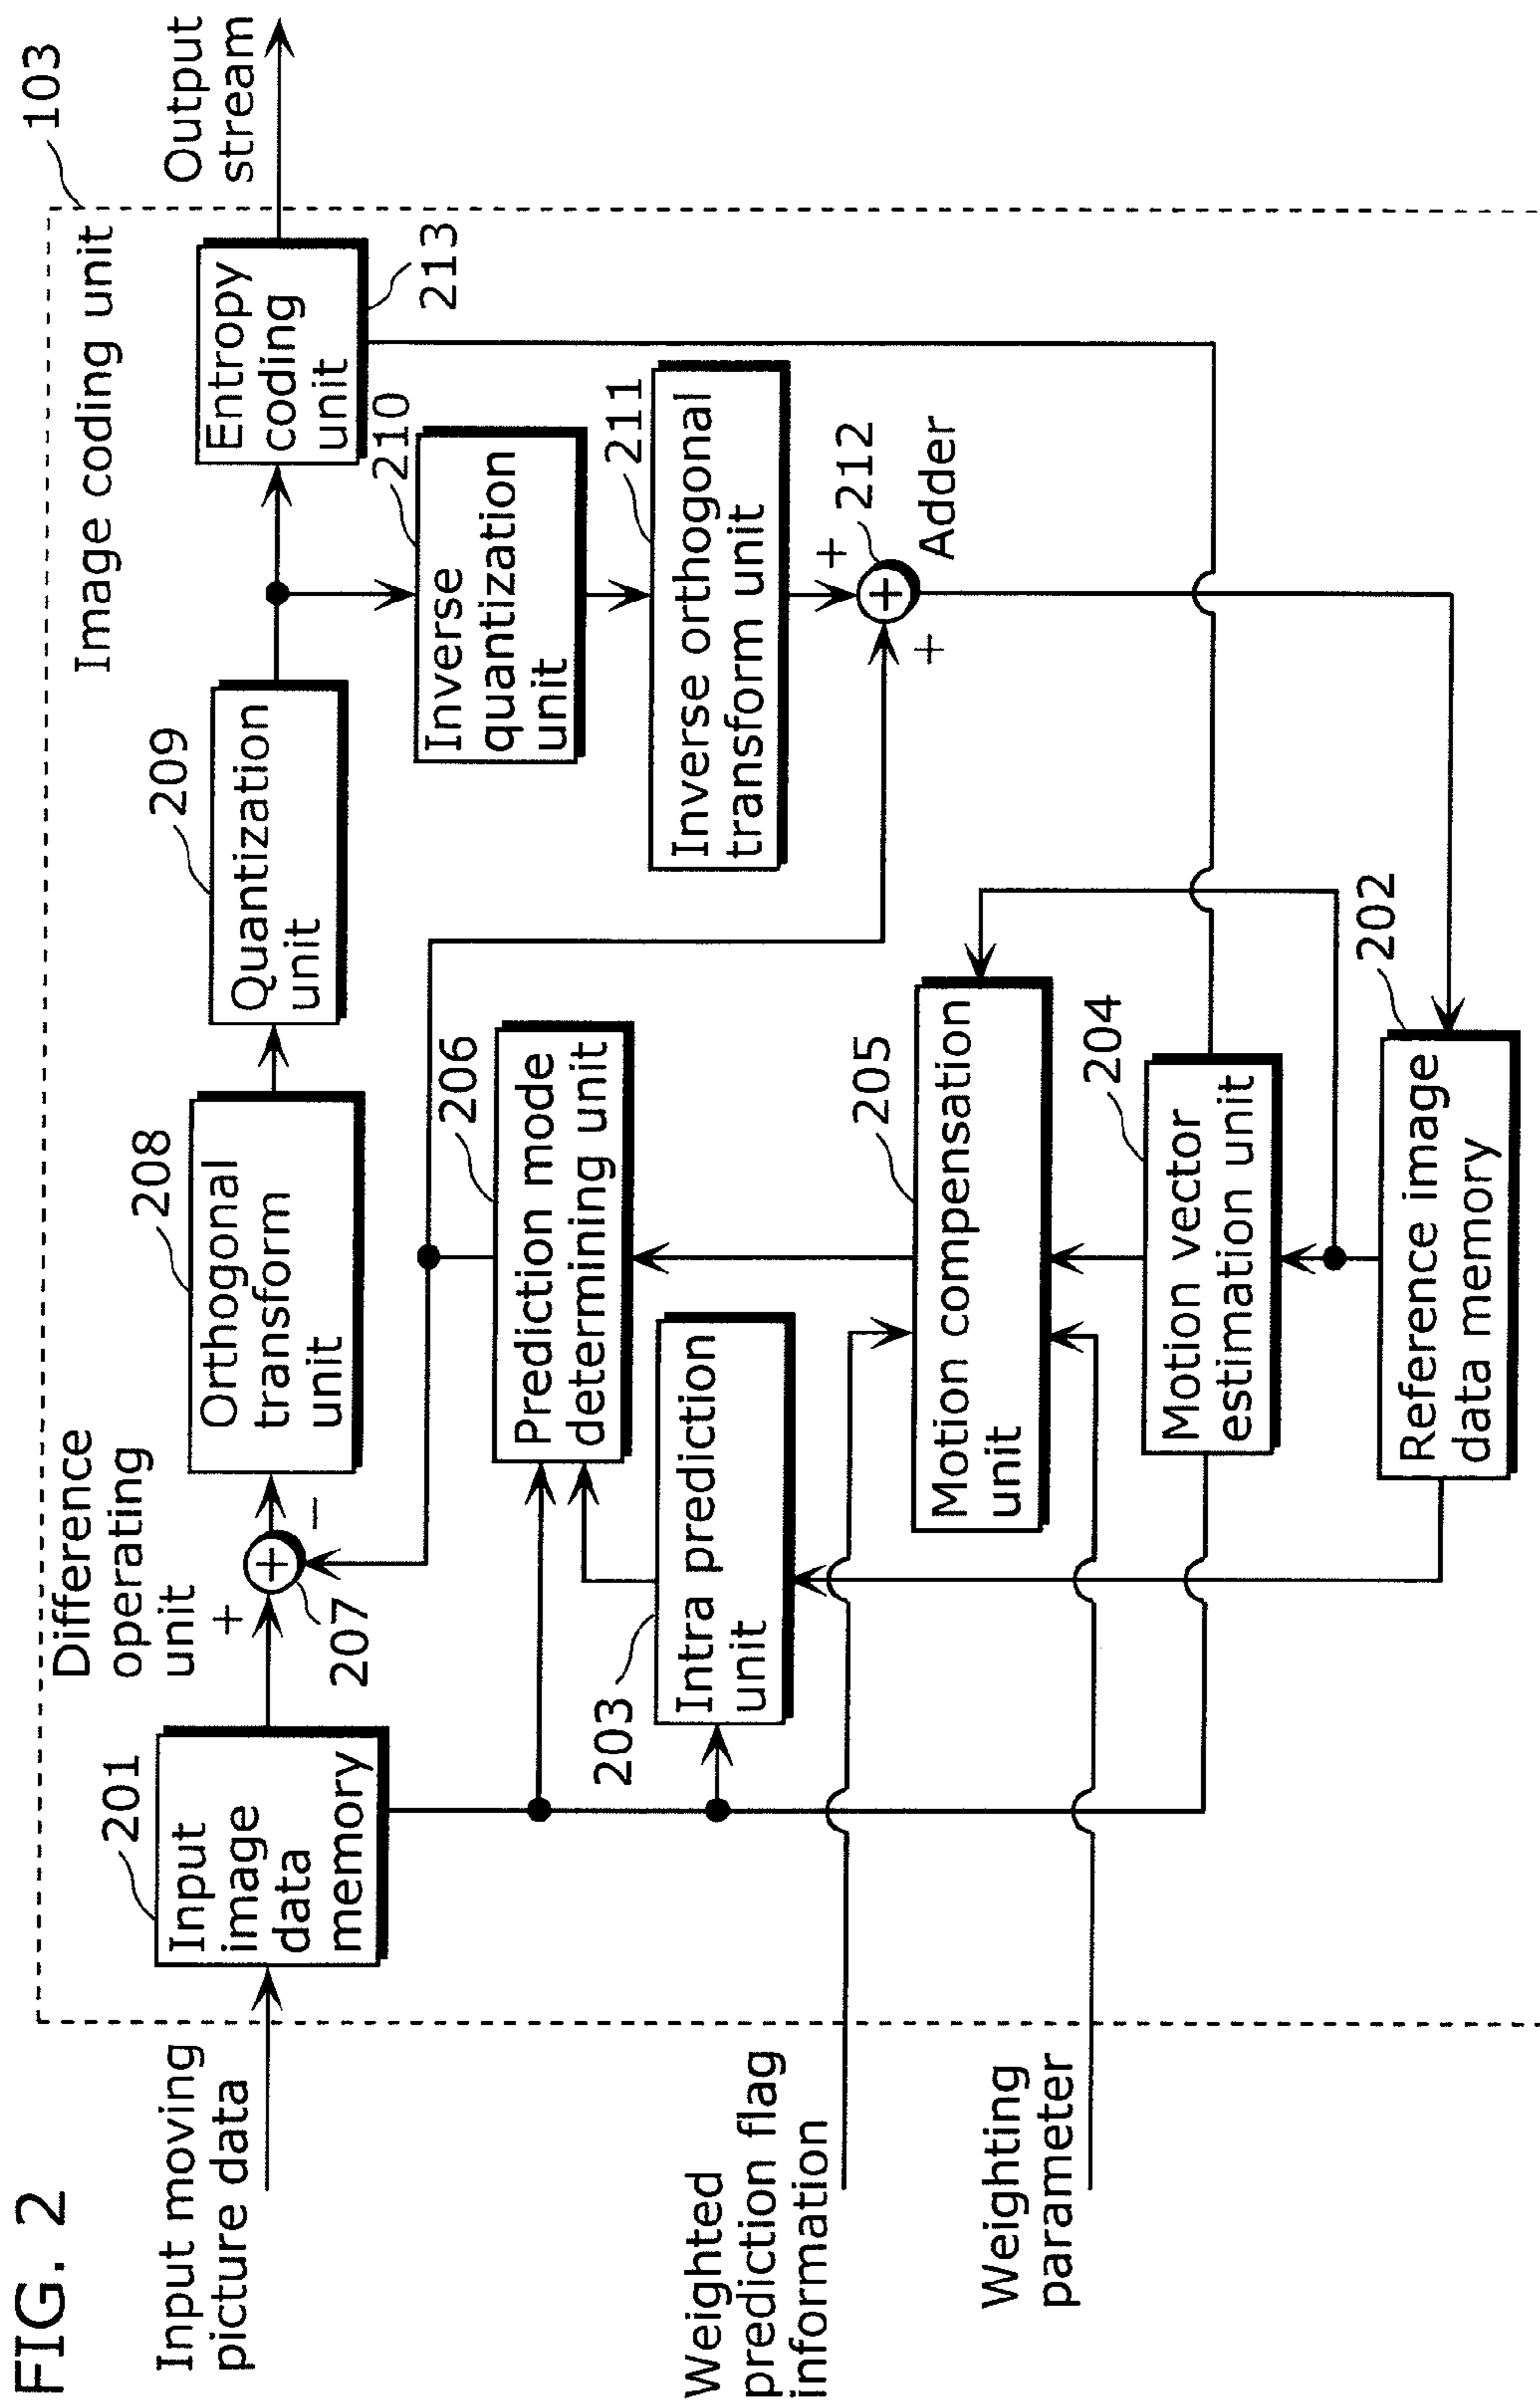 FIG. 2
103
Image coding unit
Input moving
picture data
201
Input
image
data
memory
Difference
operating
unit
+
−
+
207
208
Orthogonal
transform
unit
209
Quantization
unit
Entropy
coding
unit
213
Output
stream
210
Inverse
quantization
unit
211
Inverse orthogonal
transform unit
+
+
+
212
Adder
206
Prediction mode
determining unit
203
Intra prediction
unit
Weighted
prediction flag
information
205
Motion compensation
unit
Weighting
parameter
204
Motion vector
estimation unit
202
Reference image
data memory